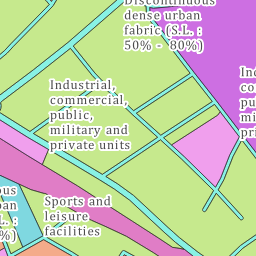 Discontinuous
dense urban
fabric (S.L. :
50% - 80%)
Industrial,
commercial,
public,
military and
private units
Sports and
leisure
facilities